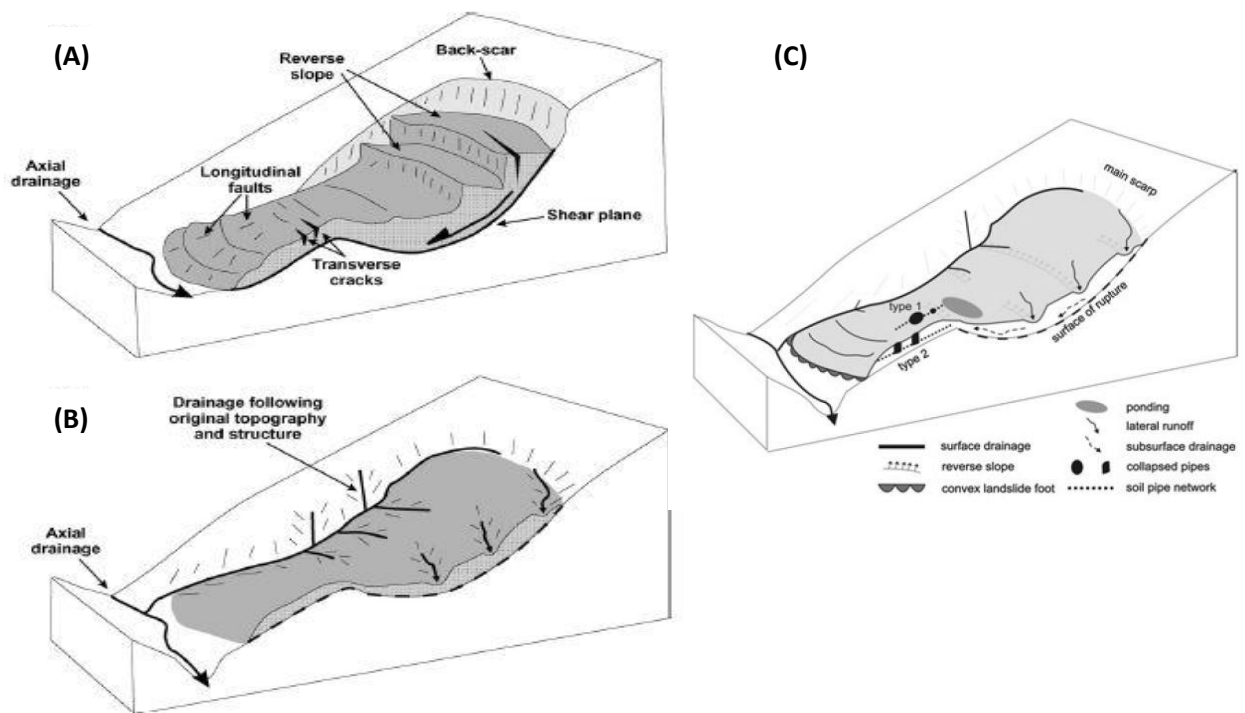 (A)
Back-scar
Reverse
slope
Axial
drainage
Longitudinal
faults
Shear plane
Transverse
cracks
(B)
Drainage following
original topography
and structure
Axial
drainage
(C)
main scarp
type 1
surface of rupture
type 2
ponding
lateral runoff
surface drainage
subsurface drainage
reverse slope
collapsed pipes
convex landslide foot
soil pipe network